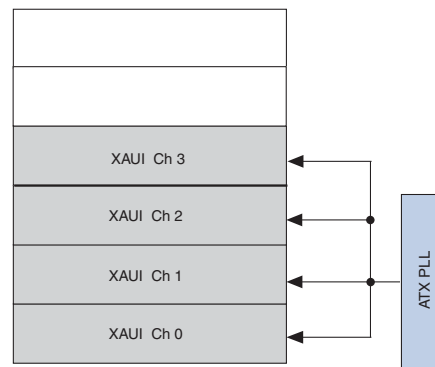 XAUI Ch 3
XAUI Ch 2
XAUI Ch 1
XAUI Ch 0
ATX PLL